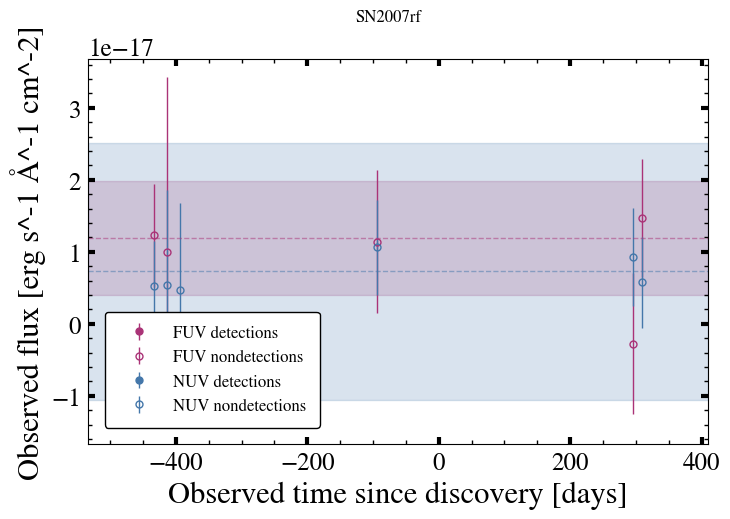 SN2007rf
1e−17
3
2
1
0
−1
Observed flux [erg s^-1 Å^-1 cm^-2]
FUV detections
FUV nondetections
NUV detections
NUV nondetections
−400 −200 0 200 400
Observed time since discovery [days]